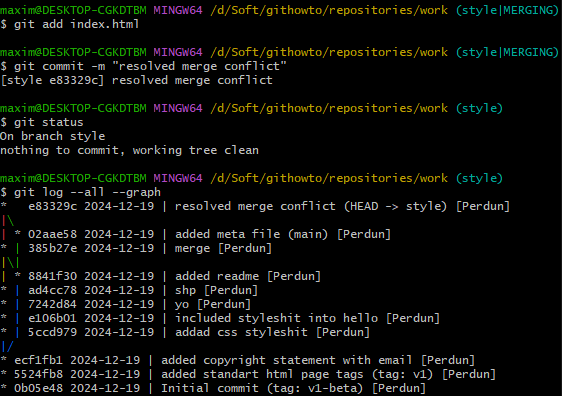 maxim@DESKTOP-CGKDTBM MINGW64 /d/Soft/githowto/repositories/work (style|MERGING)
$ git add index.html
maxim@DESKTOP-CGKDTBM MINGW64 /d/Soft/githowto/repositories/work (style|MERGING)
$ git commit -m "resolved merge conflict"
[style e83329c] resolved merge conflict
maxim@DESKTOP-CGKDTBM MINGW64 /d/Soft/githowto/repositories/work (style)
$ git status
On branch style
nothing to commit, working tree clean
maxim@DESKTOP-CGKDTBM MINGW64 /d/Soft/githowto/repositories/work (style)
$ git log --all --graph
*   e83329c 2024-12-19 | resolved merge conflict (HEAD -> style) [Perdun]
|\
| * 02aae58 2024-12-19 | added meta file (main) [Perdun]
* | 385b27e 2024-12-19 | merge [Perdun]
|\|
| * 8841f30 2024-12-19 | added readme [Perdun]
* | ad4cc78 2024-12-19 | shp [Perdun]
* | 7242d84 2024-12-19 | yo [Perdun]
* | e106b01 2024-12-19 | included styleshit into hello [Perdun]
* | 5ccd979 2024-12-19 | addad css styleshit [Perdun]
|/
* ecf1fb1 2024-12-19 | added copyright statement with email [Perdun]
* 5524fb8 2024-12-19 | added standart html page tags (tag: v1) [Perdun]
* 0b05e48 2024-12-19 | Initial commit (tag: v1-beta) [Perdun]